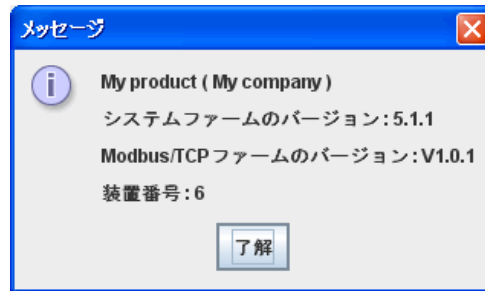 メッセージ
My product ( My company )
システムファームのバージョン:5.1.1
Modbus/TCPファームのバージョン:V1.0.1
装置番号:6
了解